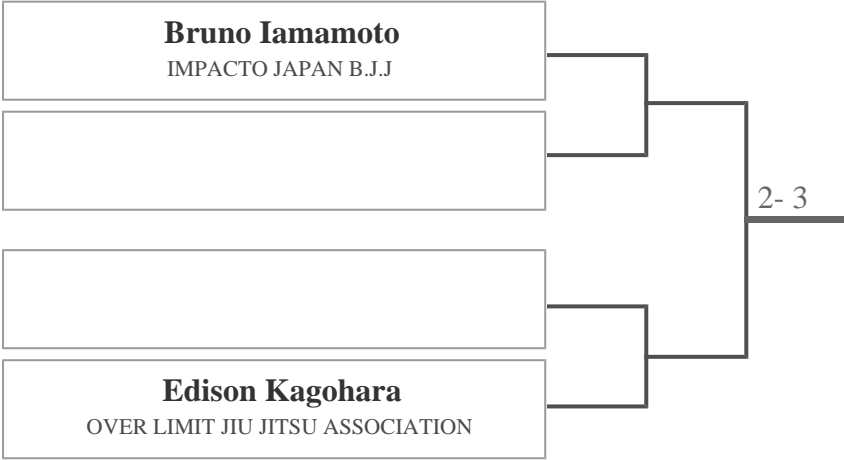 Bruno Iamamoto
IMPACTO JAPAN B.J.J
2- 3
Edison Kagohara
OVER LIMIT JIU JITSU ASSOCIATION